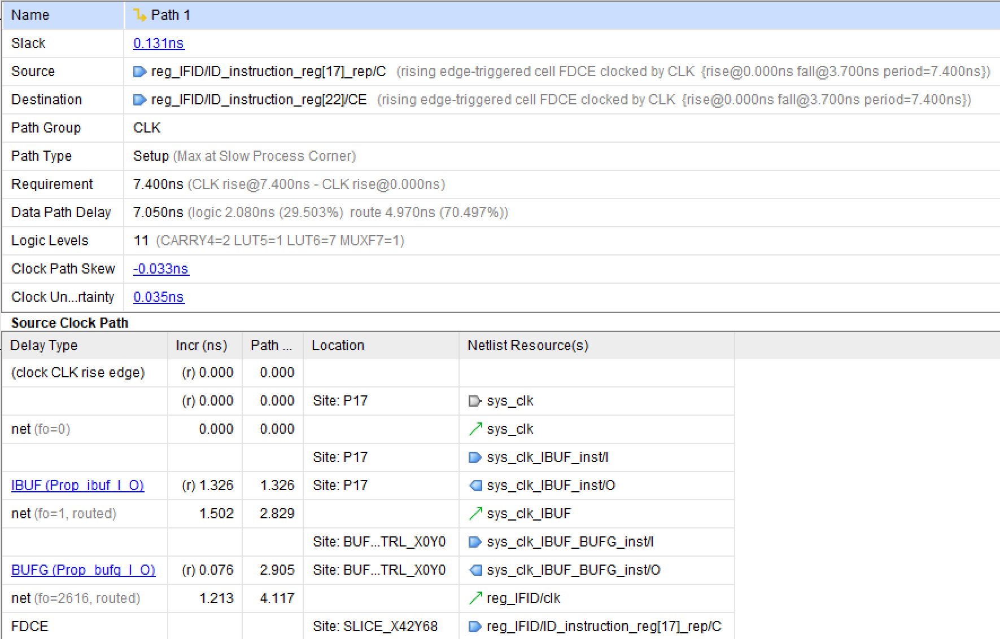 Name Path 1
Slack 0.131ns
Source reg_IFID/ID_instruction_reg[17]_rep/C (rising edge-triggered cell FDCE clocked by CLK {rise@0.000ns fall@3.700ns period=7.400ns})
Destination reg_IFID/ID_instruction_reg[22]/CE (rising edge-triggered cell FDCE clocked by CLK {rise@0.000ns fall@3.700ns period=7.400ns})
Path Group CLK
Path Type Setup (Max at Slow Process Corner)
Requirement 7.400ns (CLK rise@7.400ns - CLK rise@0.000ns)
Data Path Delay 7.050ns (logic 2.080ns (29.503%) route 4.970ns (70.497%))
Logic Levels 11 (CARRY4=2 LUT5=1 LUT6=7 MUXF7=1)
Clock Path Skew -0.033ns
Clock Un...rtainty 0.035ns
Source Clock Path
Delay Type Incr (ns) Path ... Location Netlist Resource(s)
(clock CLK rise edge) (r) 0.000 0.000
(r) 0.000 0.000 Site: P17 sys_clk
net (fo=0) 0.000 0.000 sys_clk
Site: P17 sys_clk_IBUF_inst/I
IBUF (Prop_ibuf_I_O) (r) 1.326 1.326 Site: P17 sys_clk_IBUF_inst/O
net (fo=1, routed) 1.502 2.829 sys_clk_IBUF
Site: BUF...TRL_X0Y0 sys_clk_IBUF_BUFG_inst/I
BUFG (Prop_bufg_I_O) (r) 0.076 2.905 Site: BUF...TRL_X0Y0 sys_clk_IBUF_BUFG_inst/O
net (fo=2616, routed) 1.213 4.117 reg_IFID/clk
FDCE Site: SLICE_X42Y68 reg_IFID/ID_instruction_reg[17]_rep/C